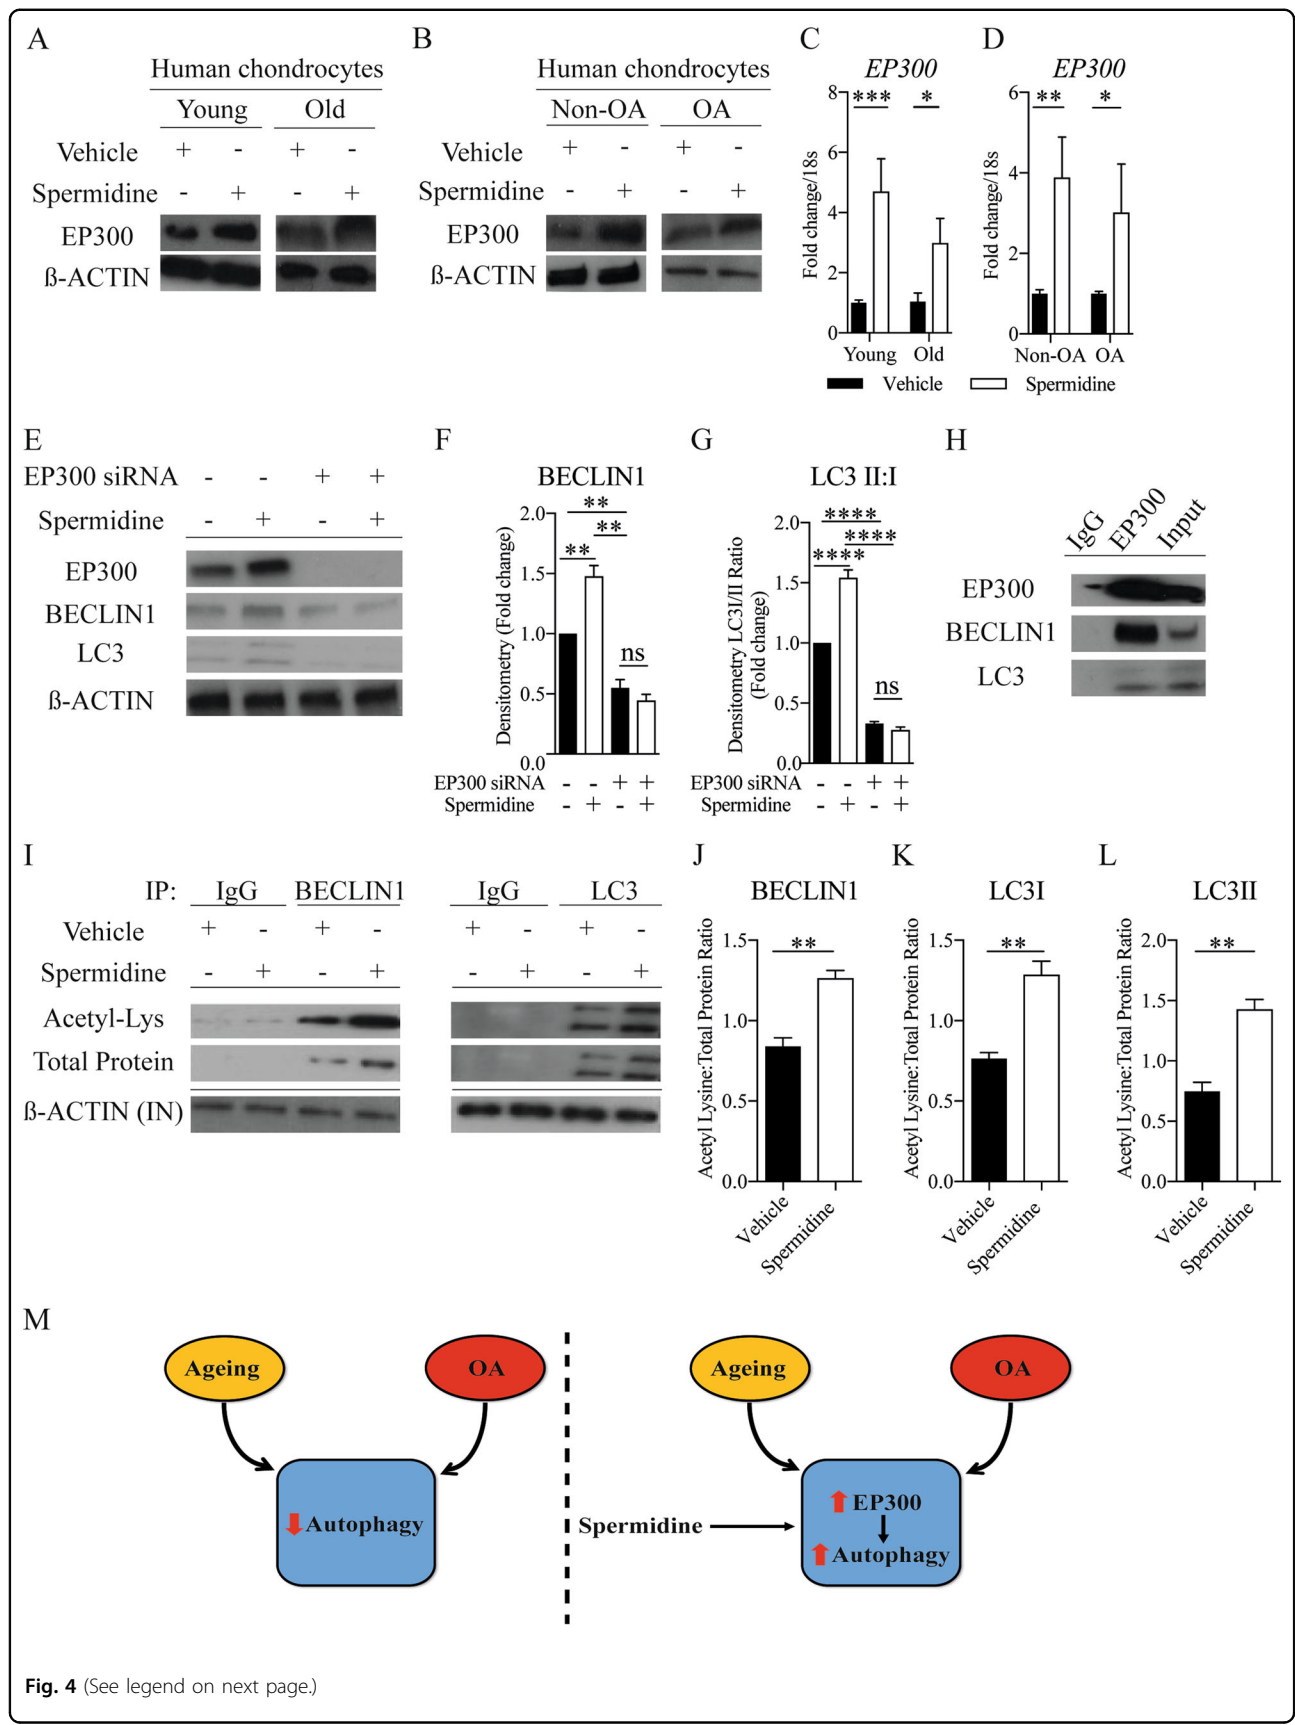 A
Human chondrocytes
Young Old
Vehicle + - + -
Spermidine - + - +
EP300
ß-ACTIN
B
Human chondrocytes
Non-OA OA
Vehicle + - + -
Spermidine - + - +
EP300
ß-ACTIN
C
EP300
*** *
Fold change/18s
8
6
4
2
0
Young Old
D
EP300
** *
Fold change/18s
6
4
2
0
Non-OA OA
Vehicle Spermidine
E
EP300 siRNA - - + +
Spermidine - + - +
EP300
BECLIN1
LC3
ß-ACTIN
F
BECLIN1
**
**
**
ns
Densitometry (Fold change)
2.0
1.5
1.0
0.5
0.0
EP300 siRNA - - + +
Spermidine - + - +
G
LC3 II:I
****
****
****
ns
Densitometry LC3I/II Ratio
(Fold change)
2.0
1.5
1.0
0.5
0.0
EP300 siRNA - - + +
Spermidine - + - +
H
IgG EP300 Input
EP300
BECLIN1
LC3
I
IP: IgG BECLIN1 IgG LC3
Vehicle + - + - + - + -
Spermidine - + - + - + - +
Acetyl-Lys
Total Protein
ß-ACTIN (IN)
J
BECLIN1
**
Acetyl Lysine:Total Protein Ratio
1.5
1.0
0.5
0.0
Vehicle Spermidine
K
LC3I
**
Acetyl Lysine:Total Protein Ratio
1.5
1.0
0.5
0.0
Vehicle Spermidine
L
LC3II
**
Acetyl Lysine:Total Protein Ratio
2.0
1.5
1.0
0.5
0.0
Vehicle Spermidine
M
Ageing OA
Autophagy
Ageing OA
Spermidine
EP300
Autophagy
Fig. 4 (See legend on next page.)